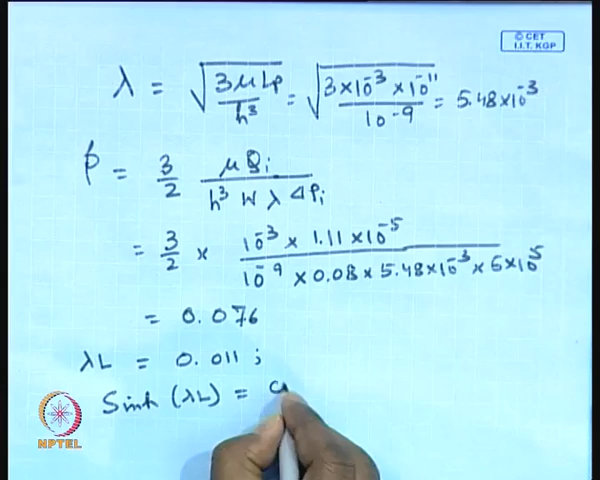 © CET
I.I.T. KGP
λ = √(3μLp / h³) = √(3×10⁻³ × 10⁻¹¹ / 10⁻⁹) = 5.48×10⁻³
β = 3/2 μQi / h³ W λ ΔPi
= 3/2 × 10⁻³ × 1.11×10⁻⁵ / 10⁻⁹ × 0.08 × 5.48×10⁻³ × 6×10⁵
= 0.076
λL = 0.011 ;
Sinh (λL) =
NPTEL